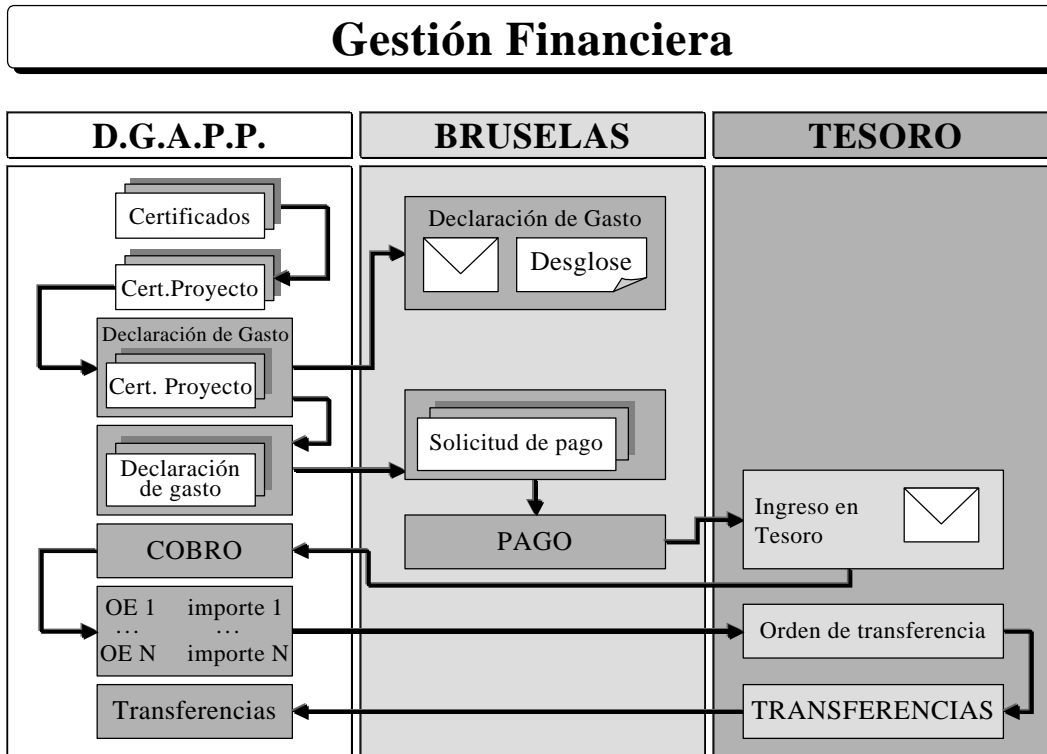 Gestión Financiera
D.G.A.P.P.
BRUSELAS
TESORO
Certificados
Cert.Proyecto
Declaración de Gasto
Cert. Proyecto
Declaración
de gasto
COBRO
OE 1 importe 1
... ...
OE N importe N
Transferencias
Declaración de Gasto
Desglose
Solicitud de pago
PAGO
Ingreso en
Tesoro
Orden de transferencia
TRANSFERENCIAS